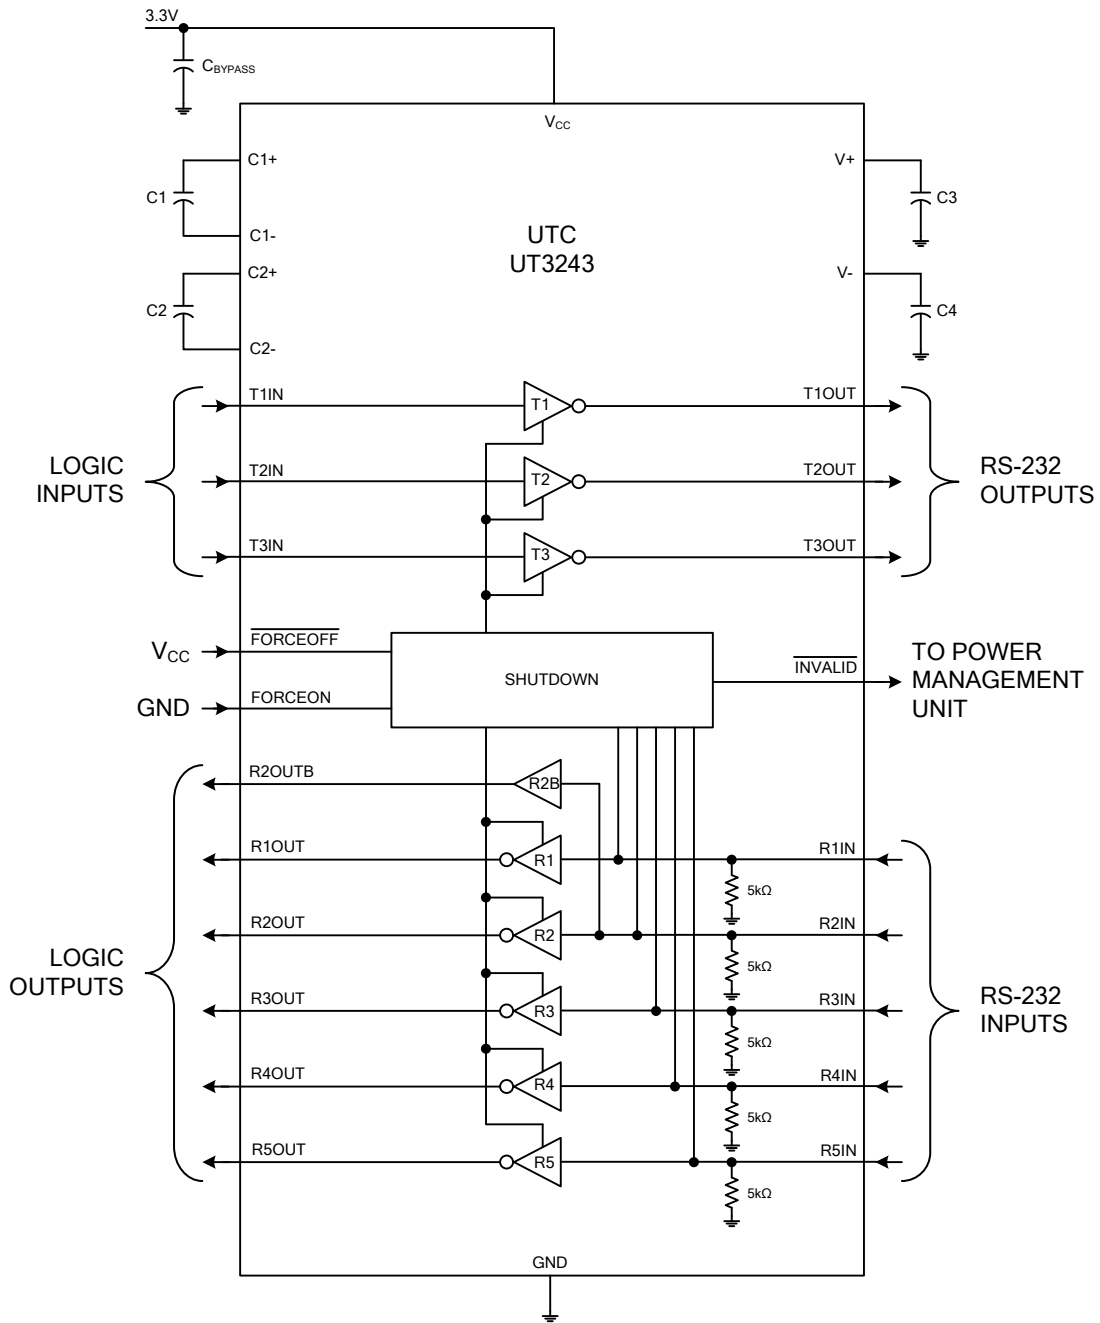 3.3V
CBYPASS
VCC
C1+
V+
C1
C3
C1-
UTC
UT3243
C2+
V-
C2
C4
C2-
T1IN
T1
T1OUT
LOGIC
INPUTS
T2IN
T2
T2OUT
RS-232
OUTPUTS
T3IN
T3
T3OUT
VCC
FORCEOFF
SHUTDOWN
INVALID
TO POWER
MANAGEMENT
UNIT
GND
FORCEON
R2OUTB
R2B
R1OUT
R1
R1IN
5kΩ
R2OUT
R2
R2IN
5kΩ
LOGIC
OUTPUTS
R3OUT
R3
R3IN
5kΩ
RS-232
INPUTS
R4OUT
R4
R4IN
5kΩ
R5OUT
R5
R5IN
5kΩ
GND